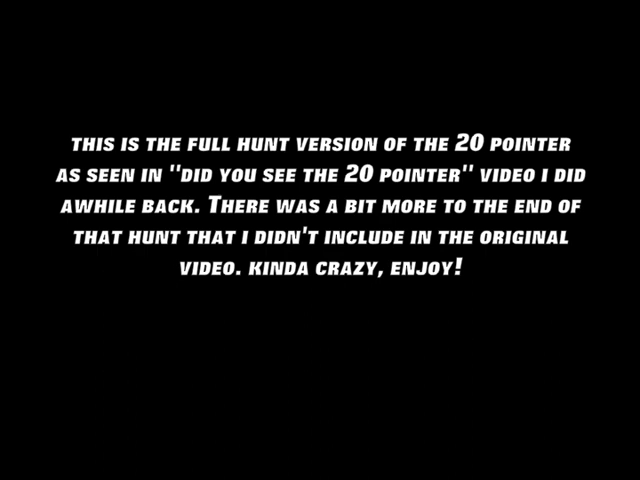 THIS IS THE FULL HUNT VERSION OF THE 20 POINTER
AS SEEN IN "DID YOU SEE THE 20 POINTER" VIDEO I DID
AWHILE BACK. THERE WAS A BIT MORE TO THE END OF
THAT HUNT THAT I DIDN'T INCLUDE IN THE ORIGINAL
VIDEO. KINDA CRAZY, ENJOY!